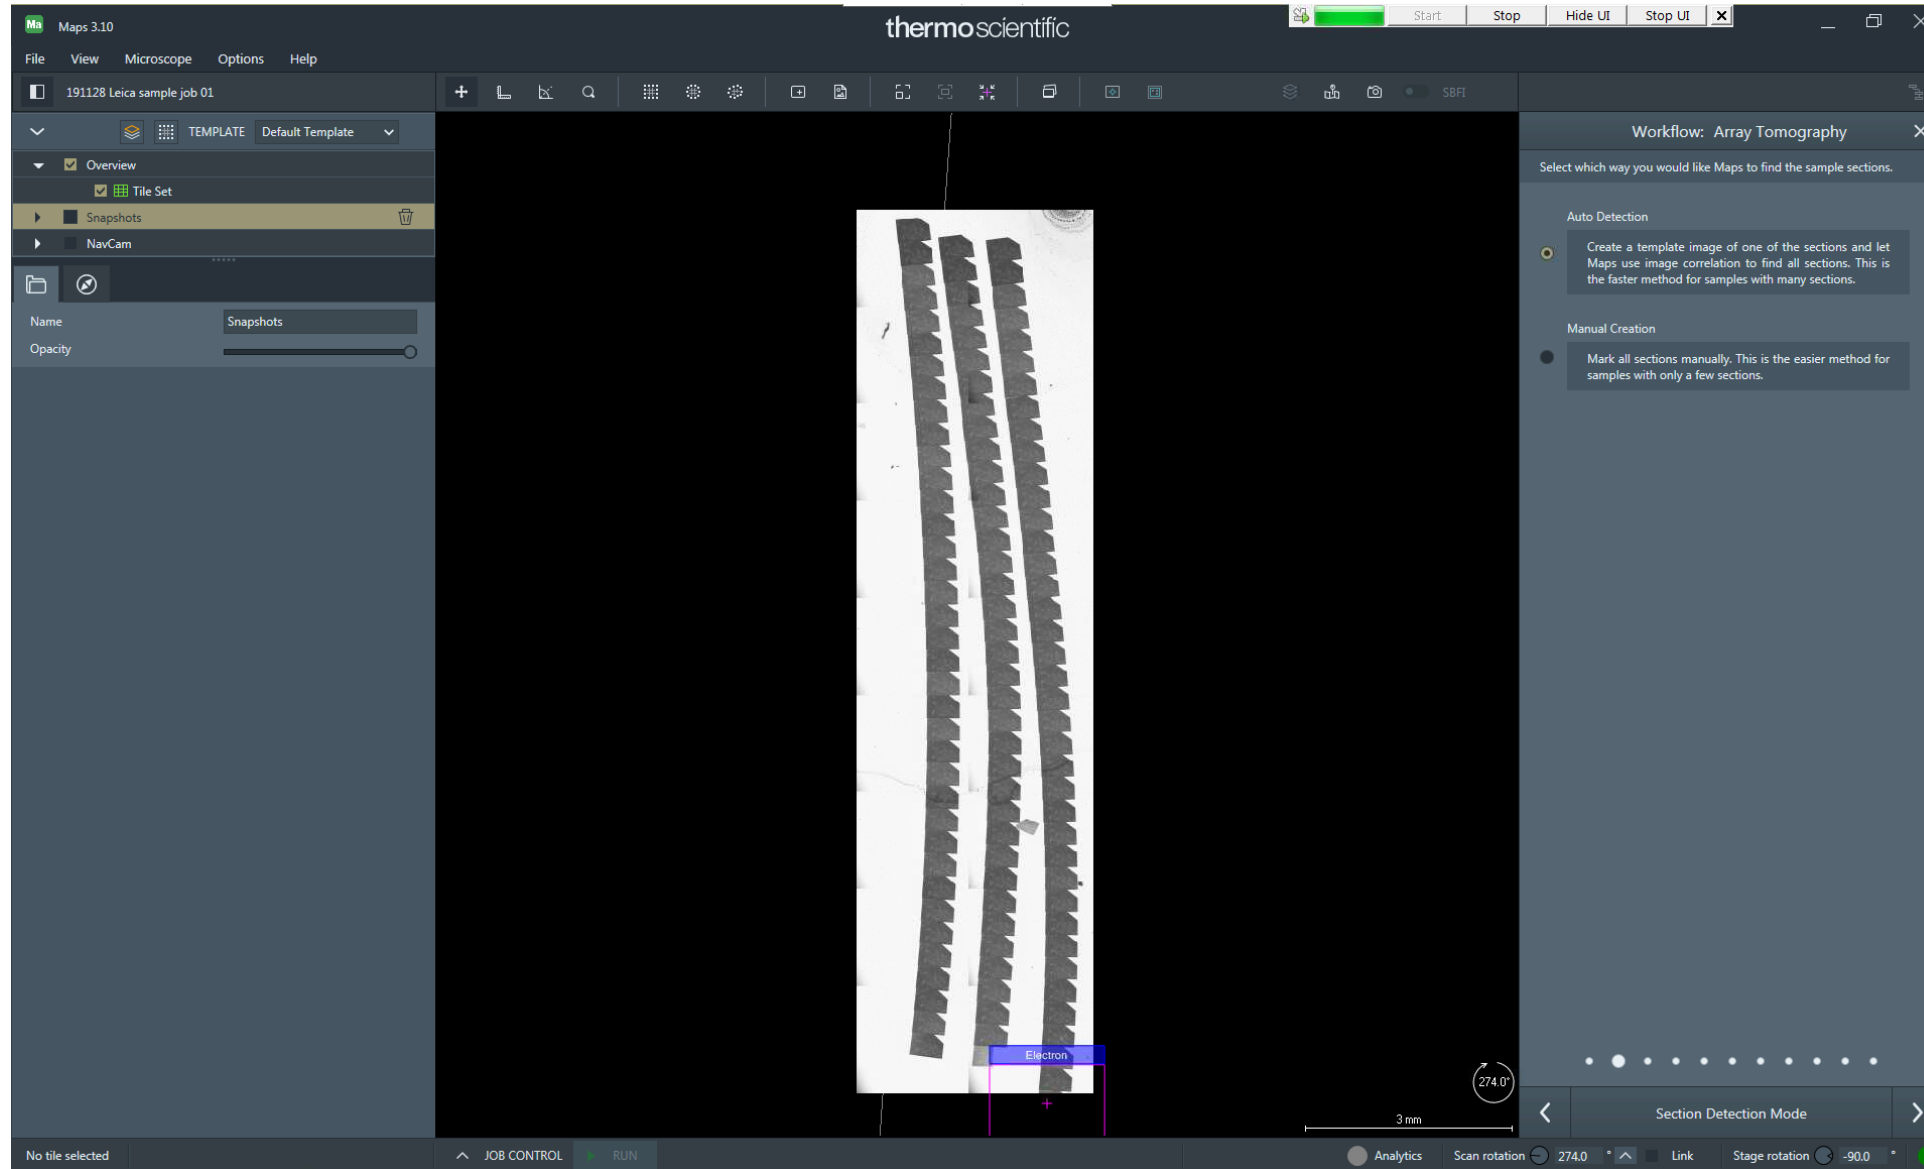 Ma Maps 3.10
thermoscientific
Start Stop Hide UI Stop UI X
File View Microscope Options Help
191128 Leica sample job 01
SBFI
TEMPLATE Default Template
Overview
Tile Set
Snapshots
NavCam
Name Snapshots
Opacity
Workflow: Array Tomography
Select which way you would like Maps to find the sample sections.
Auto Detection
Create a template image of one of the sections and let
Maps use image correlation to find all sections. This is
the faster method for samples with many sections.
Manual Creation
Mark all sections manually. This is the easier method for
samples with only a few sections.
Electron
274.0°
3 mm
Section Detection Mode
No tile selected
JOB CONTROL RUN
Analytics Scan rotation 274.0 ° Link Stage rotation -90.0 °